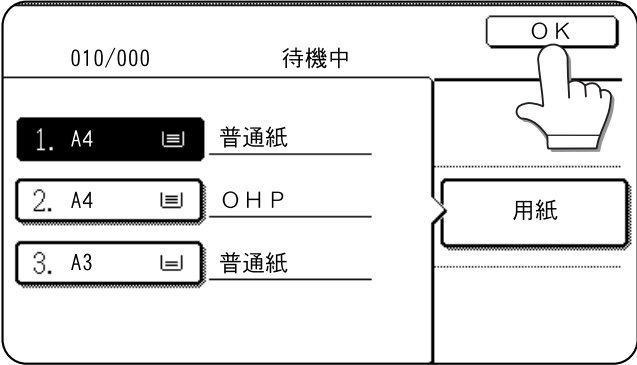 ＯＫ
010/000 待機中
1. A4 普通紙
2. A4 ＯＨＰ
3. A3 普通紙
用紙